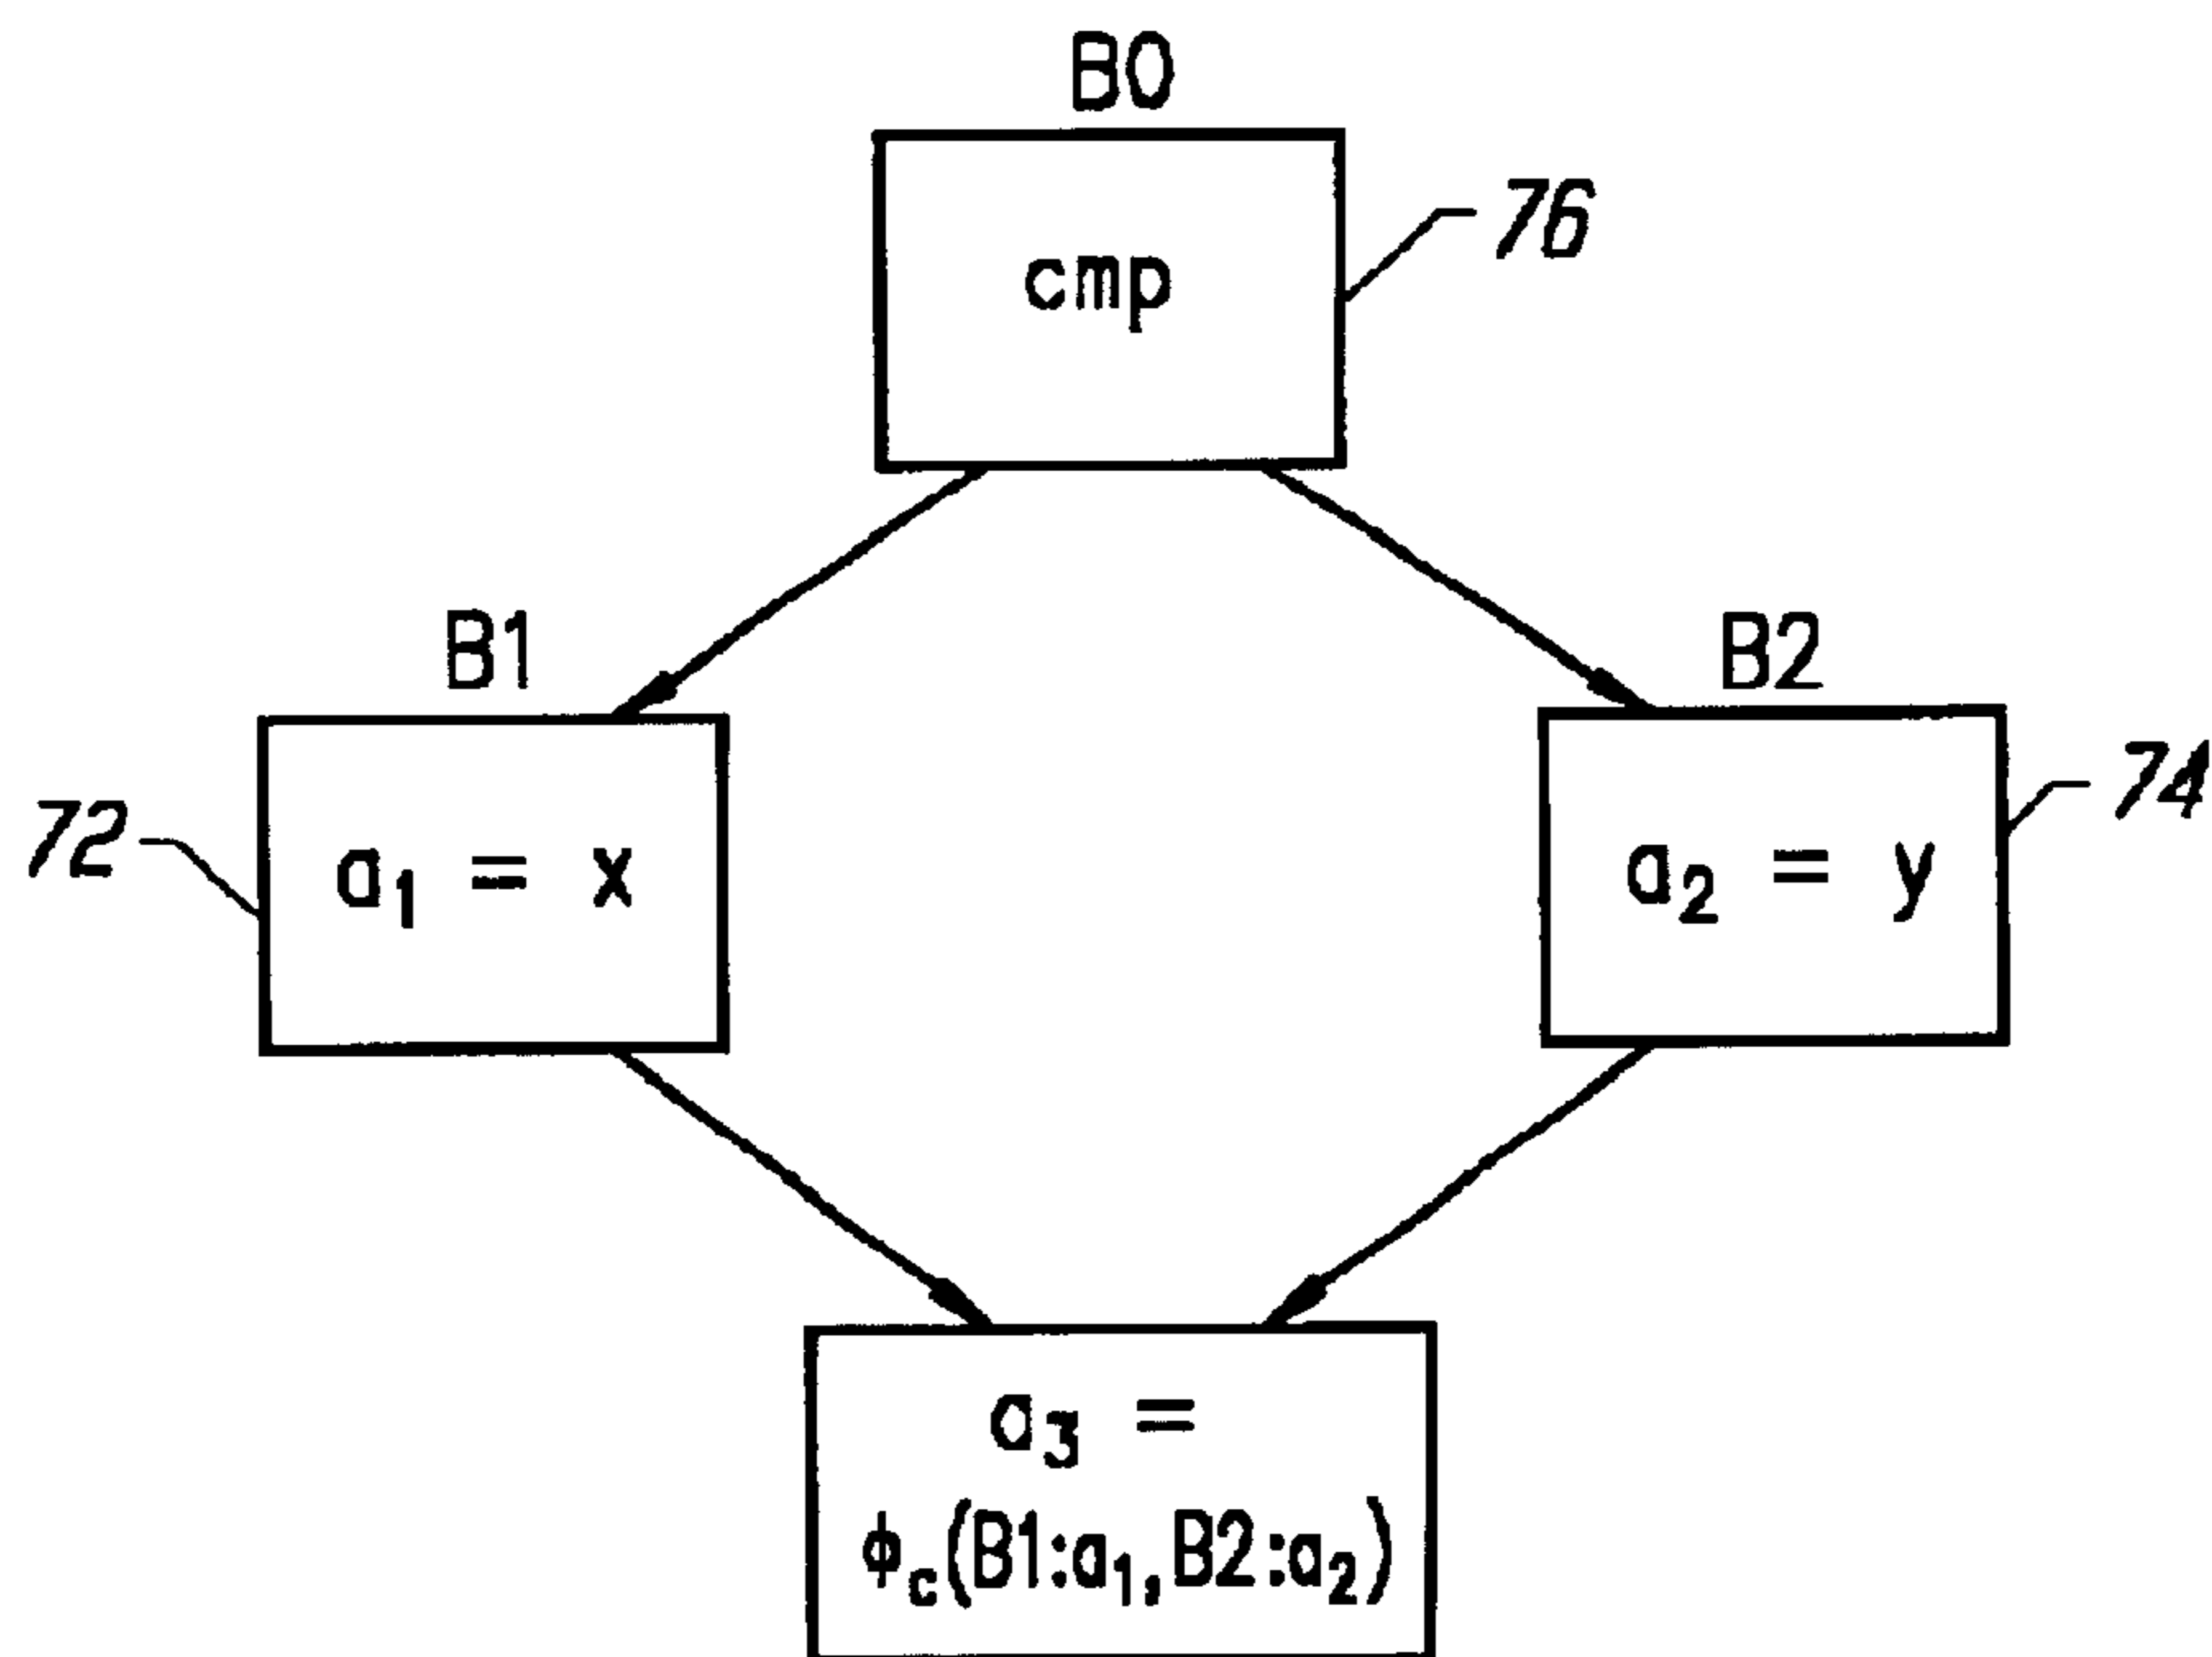 B0
cmp
76
B1
B2
72
a₁ = x
a₂ = y
74
a₃ =
ϕc(B1:a₁,B2:a₂)